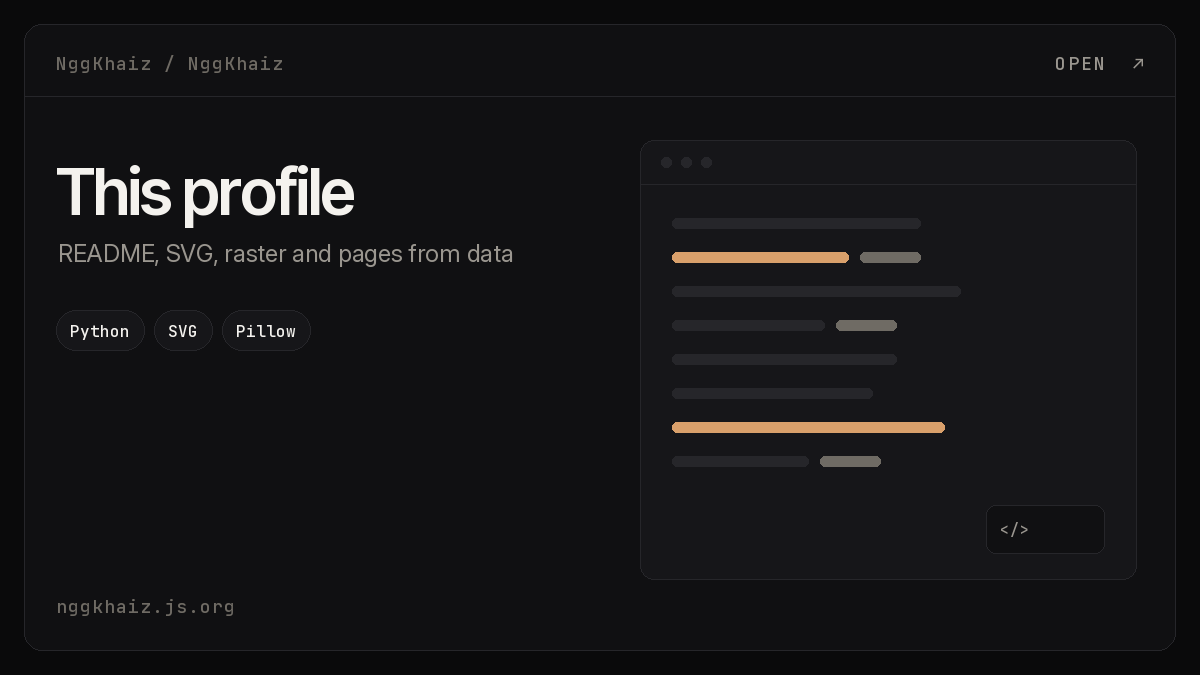 NggKhaiz / NggKhaiz
OPEN ↗
This profile
README, SVG, raster and pages from data
Python SVG Pillow
</>
nggkhaiz.js.org